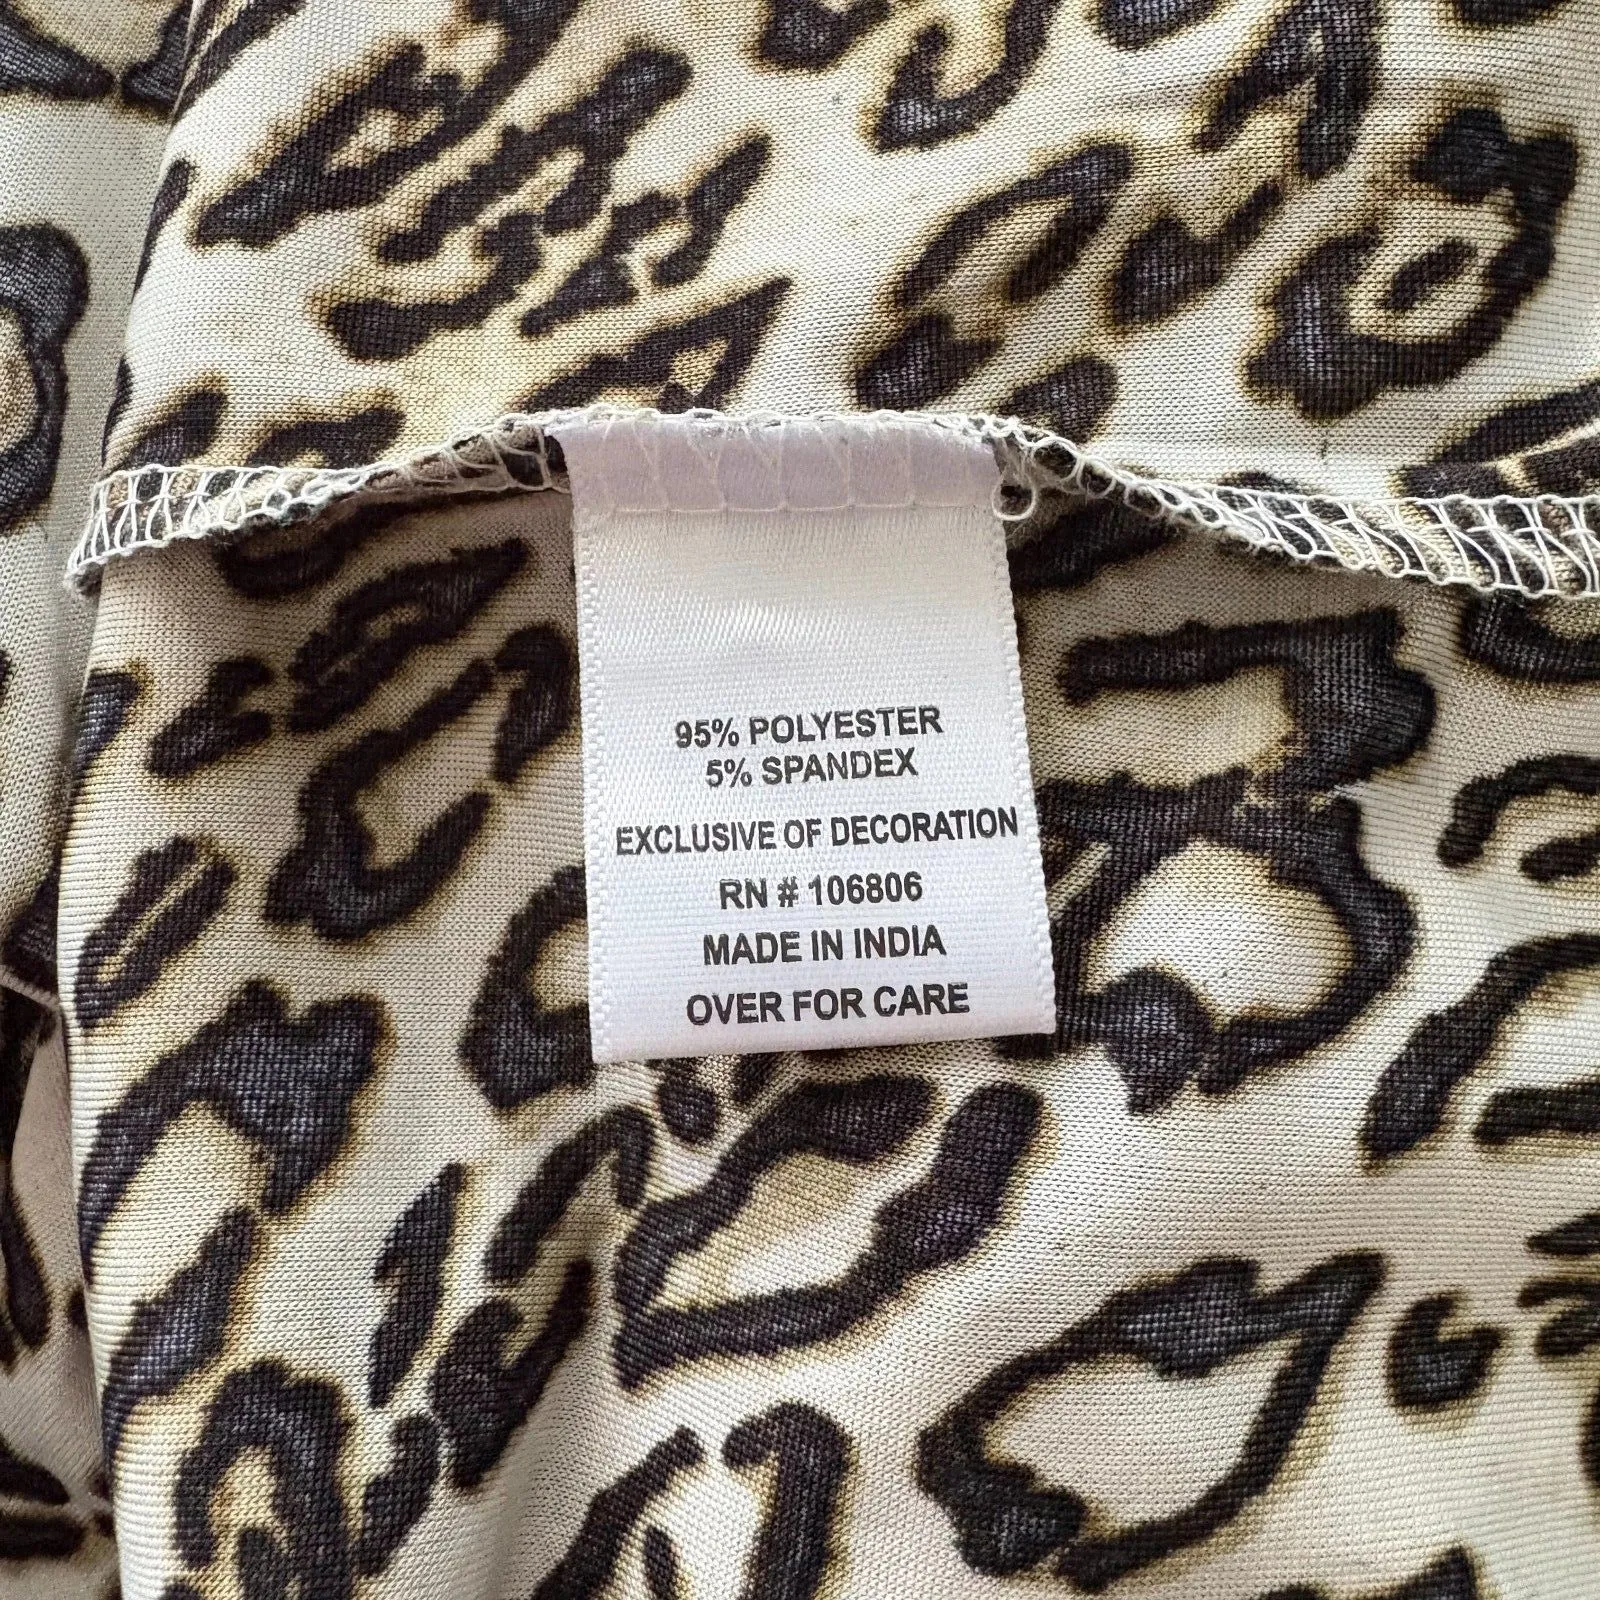 95% POLYESTER
5% SPANDEX
EXCLUSIVE OF DECORATION
RN # 106806
MADE IN INDIA
OVER FOR CARE